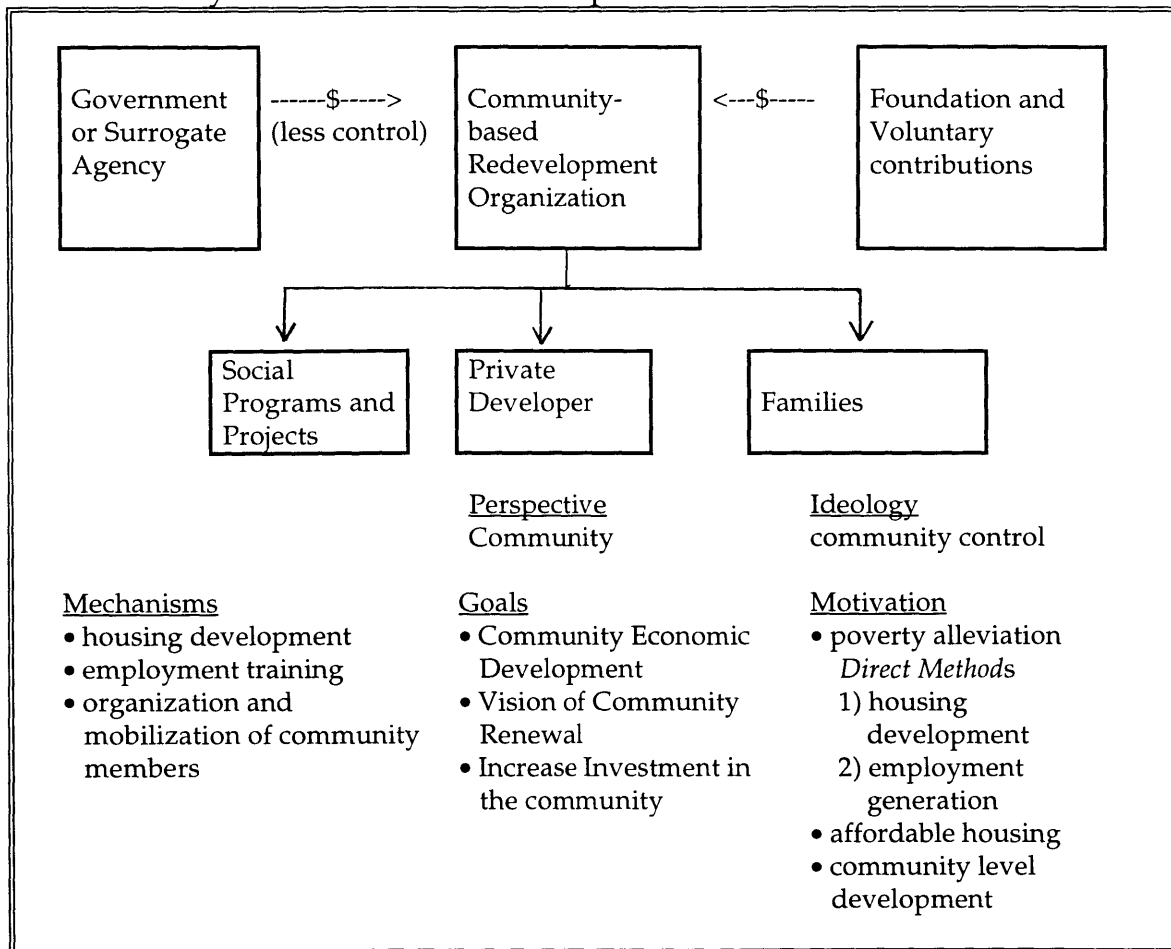 Government
or Surrogate
Agency
------$----->
(less control)
Community-
based
Redevelopment
Organization
<---$-----
Foundation and
Voluntary
contributions
Social
Programs and
Projects
Private
Developer
Families
Perspective
Community
Ideology
community control
Mechanisms
• housing development
• employment training
• organization and
mobilization of community
members
Goals
• Community Economic
Development
• Vision of Community
Renewal
• Increase Investment in
the community
Motivation
• poverty alleviation
Direct Methods
1) housing
development
2) employment
generation
• affordable housing
• community level
development